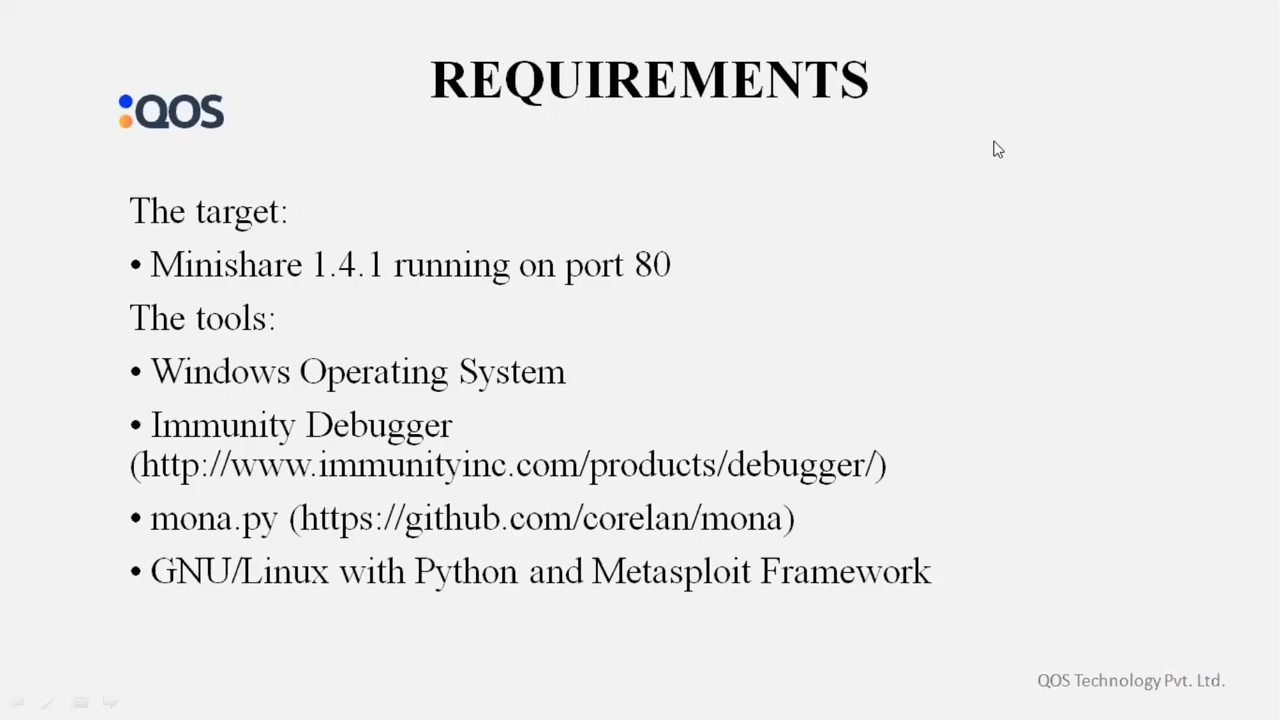 REQUIREMENTS
QOS
The target:
• Minishare 1.4.1 running on port 80
The tools:
• Windows Operating System
• Immunity Debugger
(http://www.immunityinc.com/products/debugger/)
• mona.py (https://github.com/corelan/mona)
• GNU/Linux with Python and Metasploit Framework
QOS Technology Pvt. Ltd.